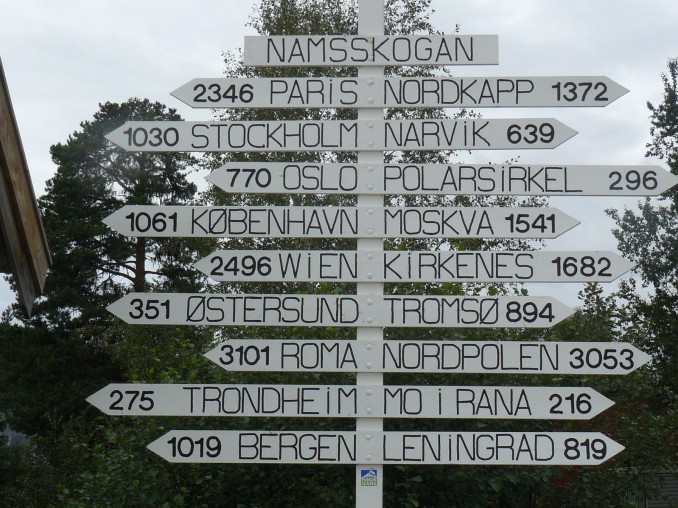 NAMSSKOGAN
2346 PARIS NORDKAPP 1372
1030 STOCKHOLM NARVIK 639
770 OSLO POLARSIRKEL 296
1061 KØBENHAVN MOSKVA 1541
2496 WIEN KIRKENES 1682
351 ØSTERSUND TROMSØ 894
3101 ROMA NORDPOLEN 3053
275 TRONDHEIM MO I RANA 216
1019 BERGEN LENINGRAD 819